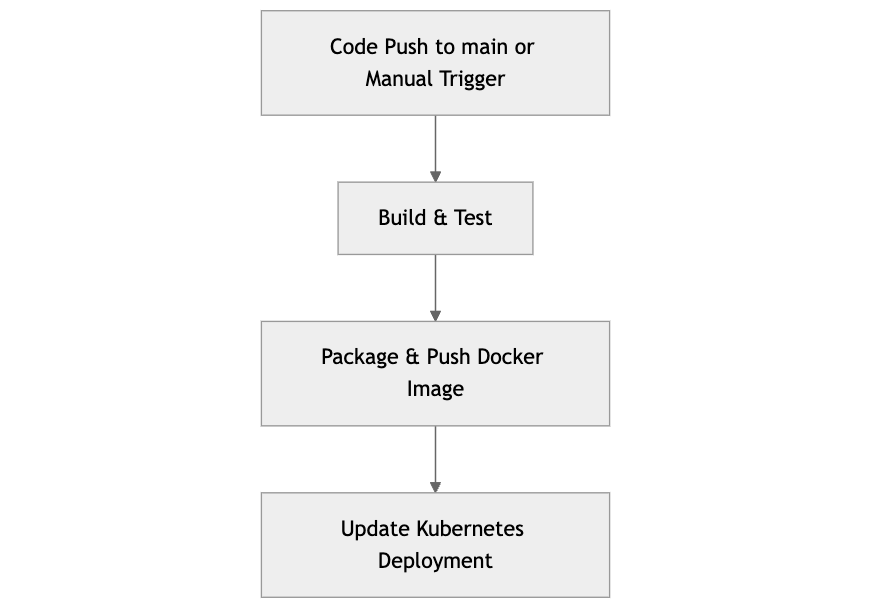 Code Push to main or
Manual Trigger
Build & Test
Package & Push Docker
Image
Update Kubernetes
Deployment